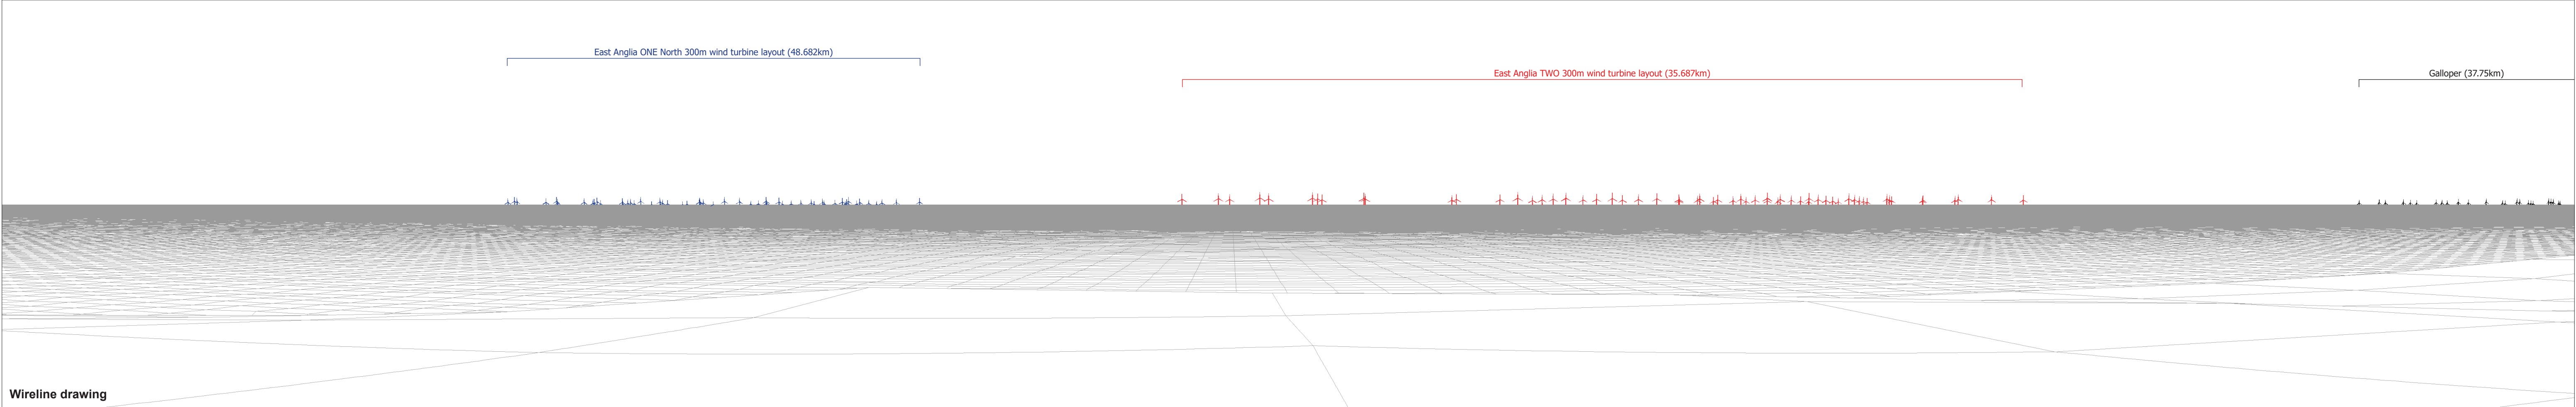 East Anglia ONE North 300m wind turbine layout (48.682km)
East Anglia TWO 300m wind turbine layout (35.687km)
Galloper (37.75km)
Wireline drawing